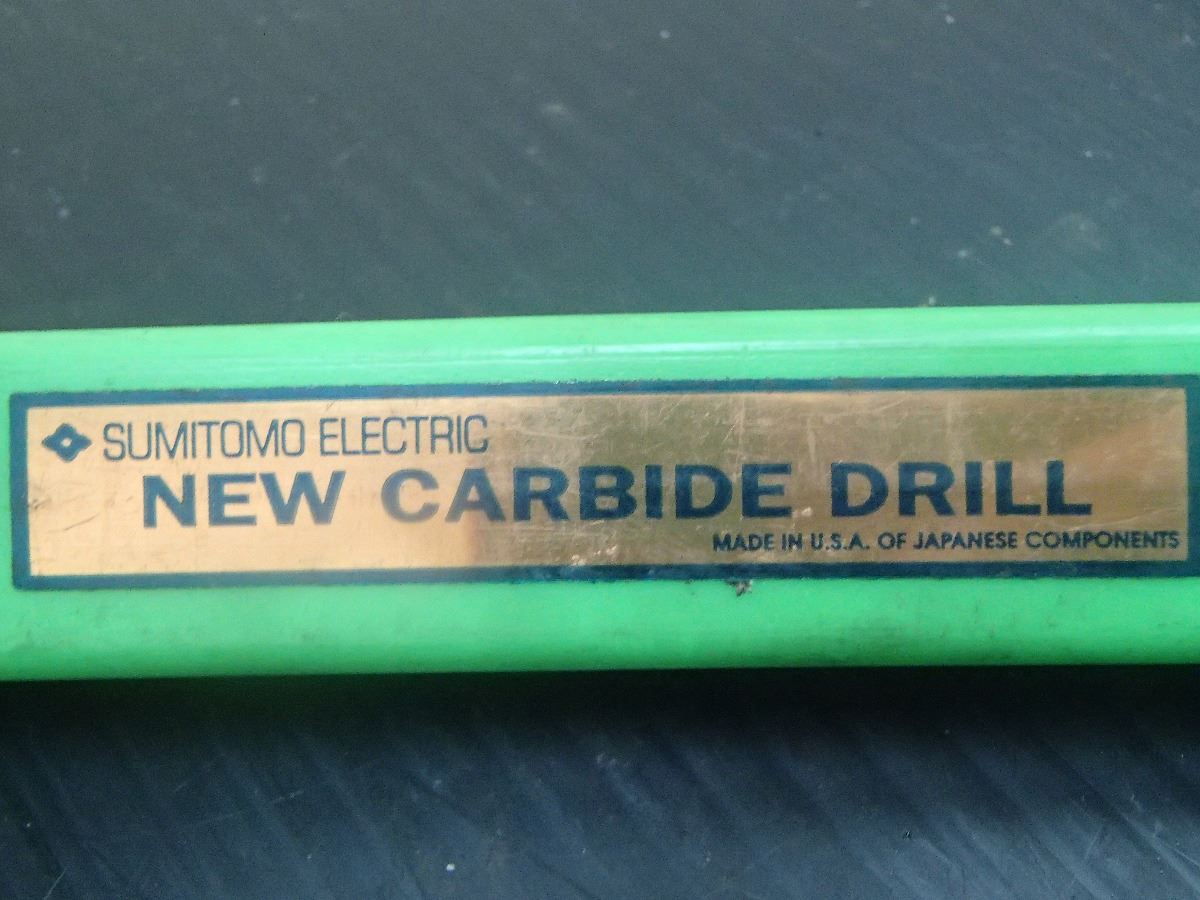 SUMITOMO ELECTRIC
NEW CARBIDE DRILL
MADE IN U.S.A. OF JAPANESE COMPONENTS